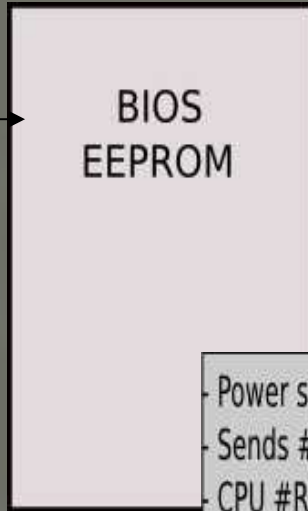 BIOS
EEPROM
- Power s
- Sends #
- CPU #R